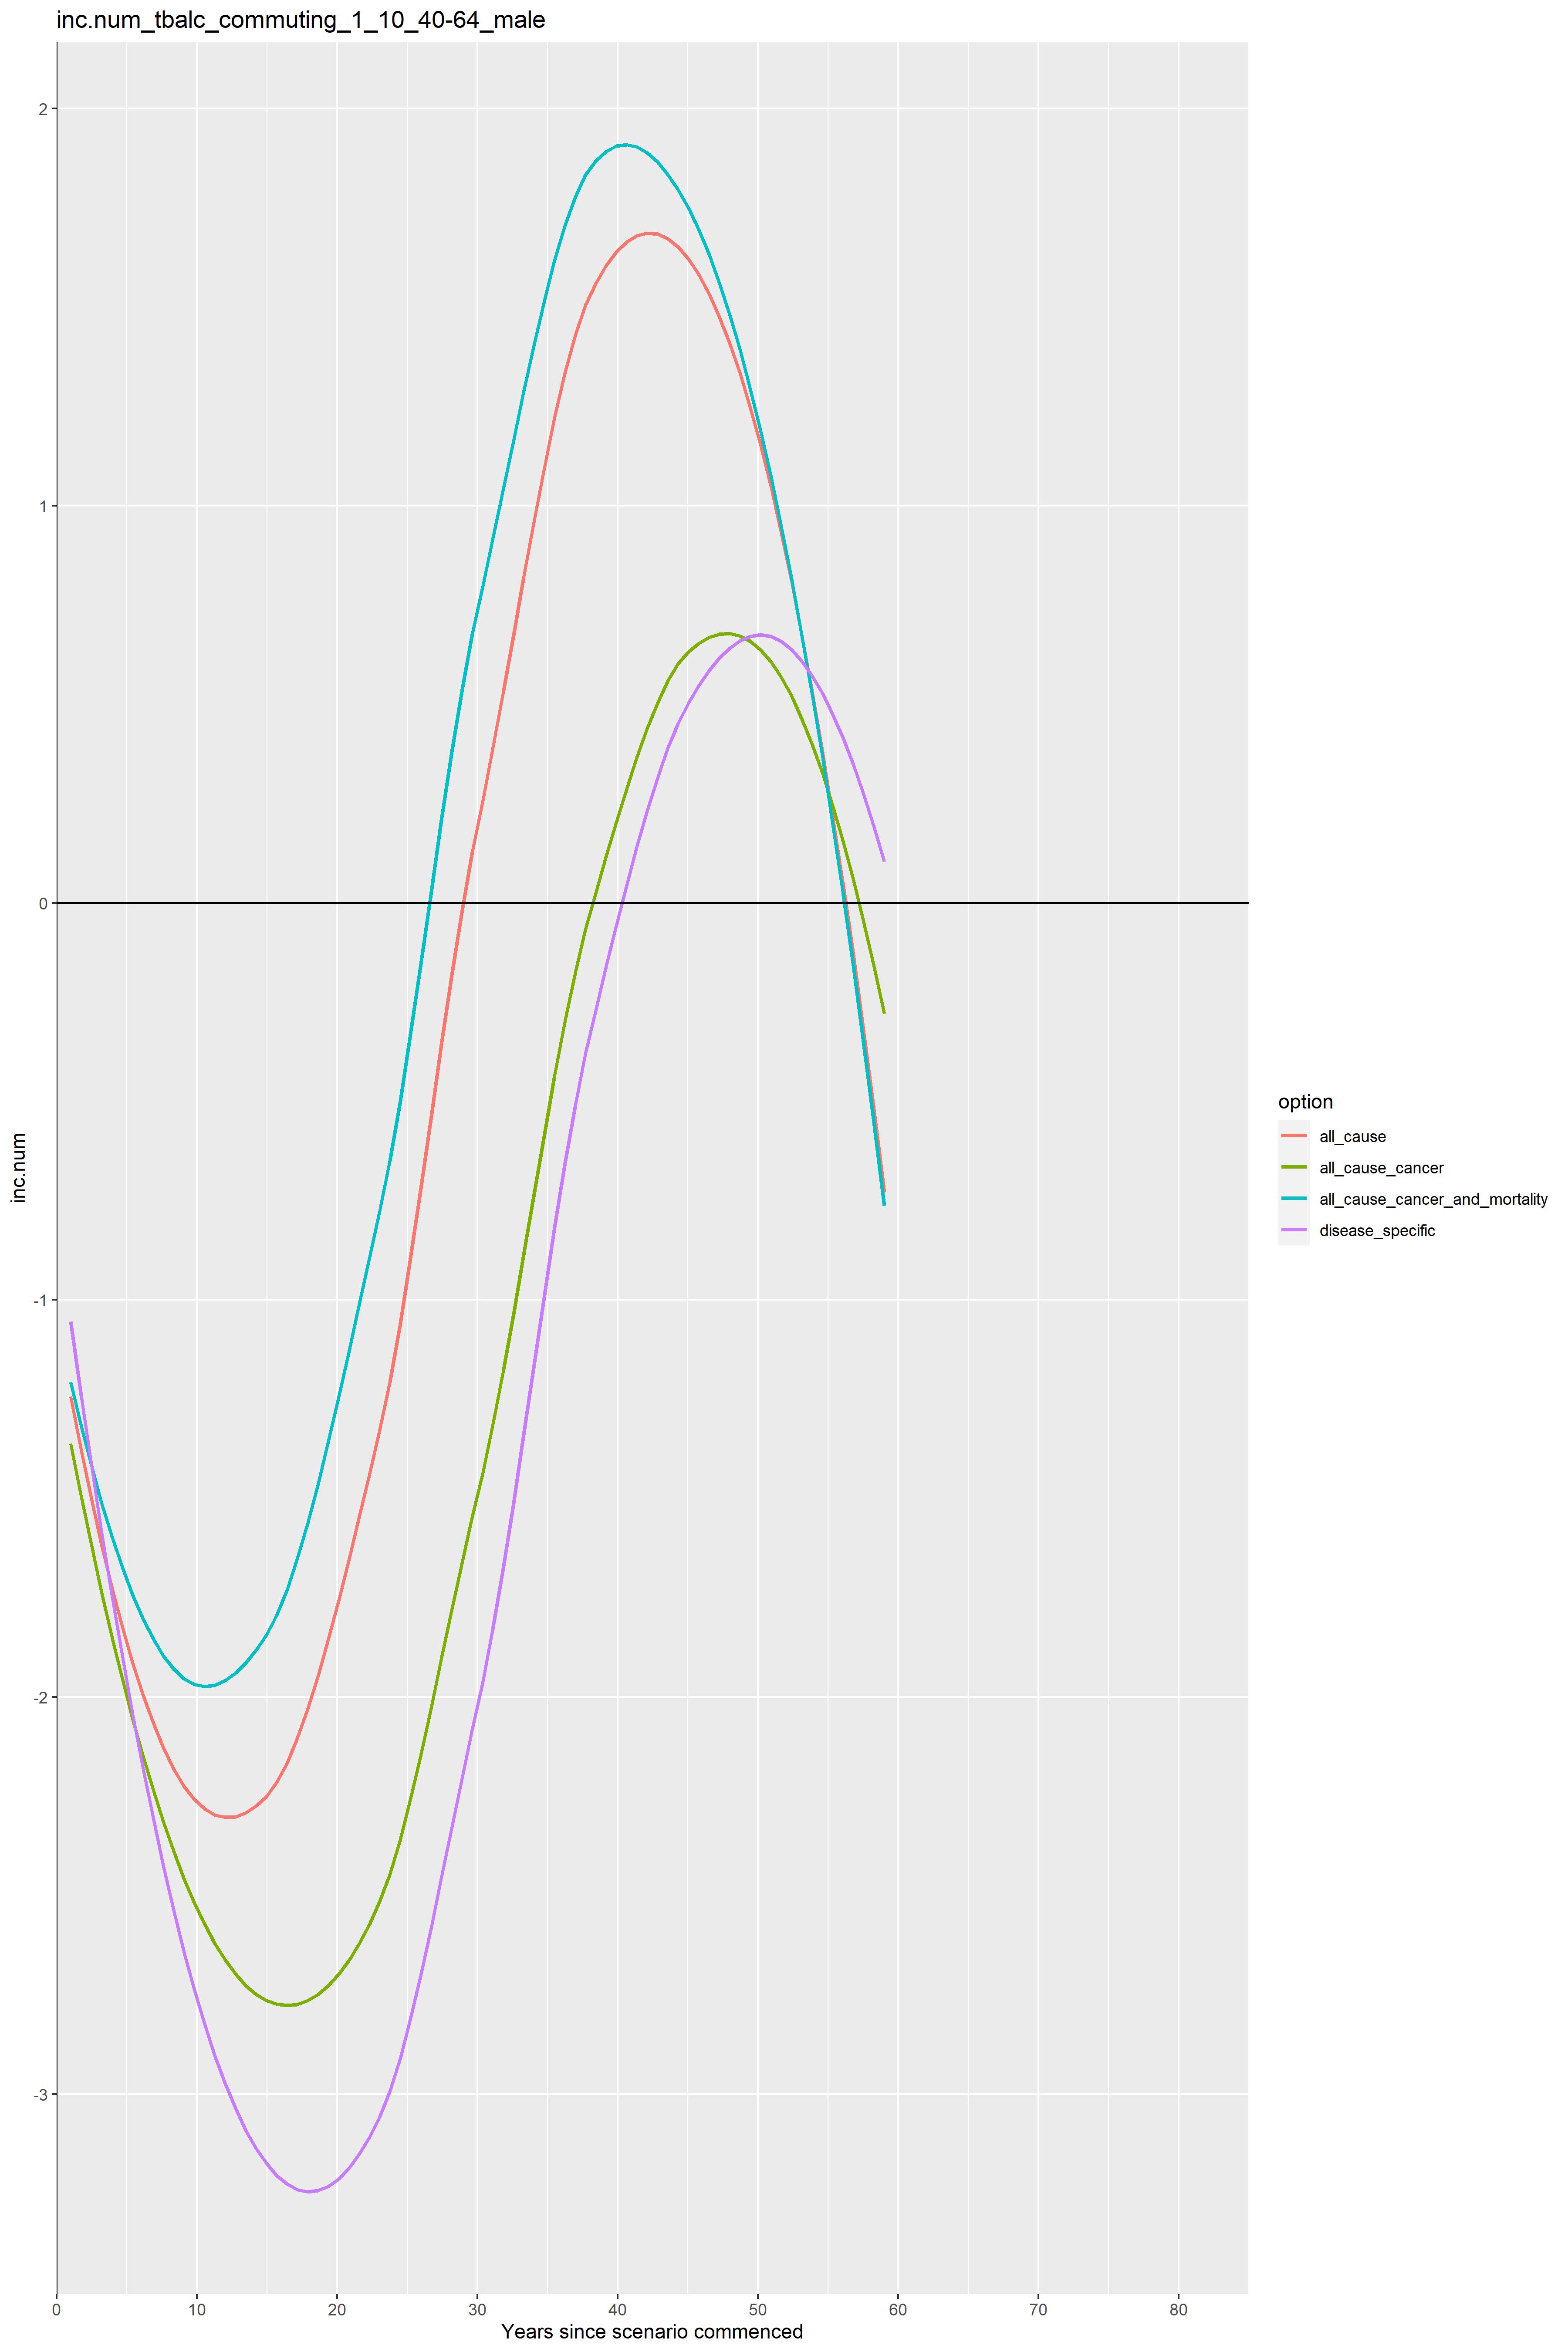 inc.num_tbalc_commuting_1_10_40-64_male
2
1
0
-1
-2
-3
inc.num
0 10 20 30 40 50 60 70 80
Years since scenario commenced
option
all_cause
all_cause_cancer
all_cause_cancer_and_mortality
disease_specific